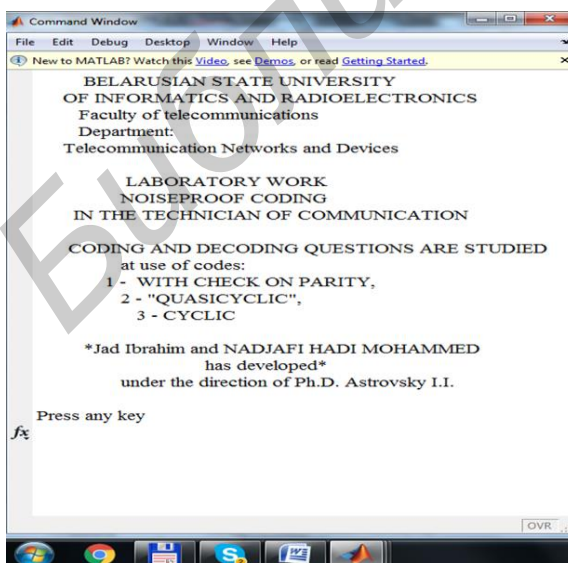 Command Window
File Edit Debug Desktop Window Help
New to MATLAB? Watch this Video, see Demos, or read Getting Started.
BELARUSIAN STATE UNIVERSITY
OF INFORMATICS AND RADIOELECTRONICS
Faculty of telecommunications
Department:
Telecommunication Networks and Devices
LABORATORY WORK
NOISEPROOF CODING
IN THE TECHNICIAN OF COMMUNICATION
CODING AND DECODING QUESTIONS ARE STUDIED
at use of codes:
1 - WITH CHECK ON PARITY,
2 - "QUASICYCLIC",
3 - CYCLIC
*Jad Ibrahim and NADJAFI HADI MOHAMMED
has developed*
under the direction of Ph.D. Astrovsky I.I.
Press any key
fx
OVR